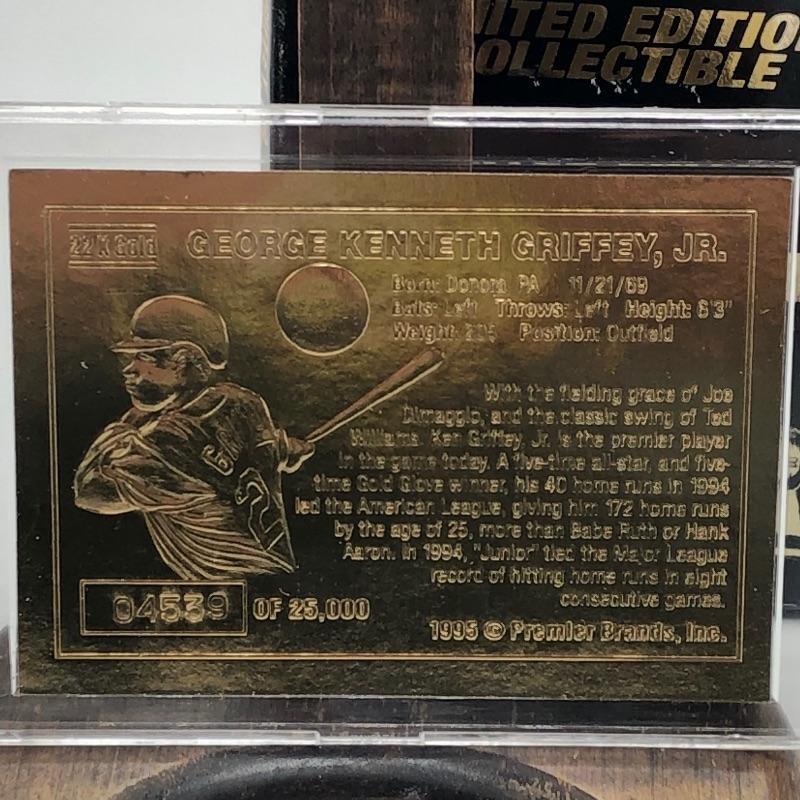 LIMITED EDITION
COLLECTIBLE
22K Gold
GEORGE KENNETH GRIFFEY, JR.
Born: Donora, PA 11/21/69
Bats: Left Throws: Left Height: 6'3"
Weight: 205 Position: Outfield
With the fielding grace of Joe
Dimaggio, and the classic swing of Ted
Williams, Ken Griffey, Jr. is the premier player
in the game today. A five-time all-star, and five-
time Gold Glove winner, his 40 home runs in 1994
led the American League, giving him 172 home runs
by the age of 25, more than Babe Ruth or Hank
Aaron. In 1994, "Junior" tied the Major League
record of hitting home runs in eight
consecutive games.
04539 OF 25,000
1995 © Premier Brands, Inc.